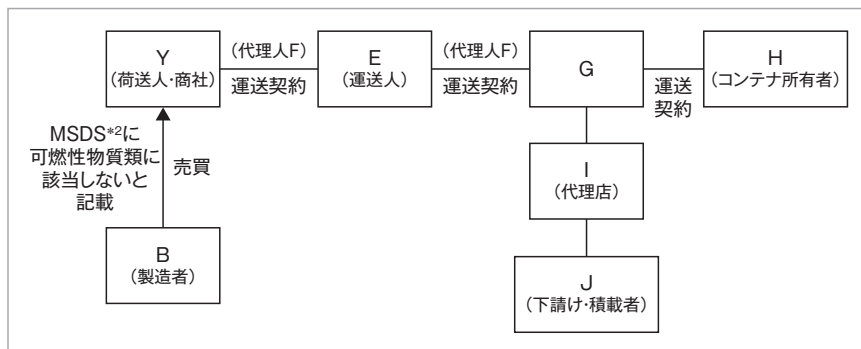 Y
(荷送人・商社)
(代理人F)
運送契約
E
(運送人)
(代理人F)
運送契約
G
運送
契約
H
(コンテナ所有者)
MSDS*2に
可燃性物質類に
該当しないと
記載
売買
I
(代理店)
B
(製造者)
J
(下請け・積載者)